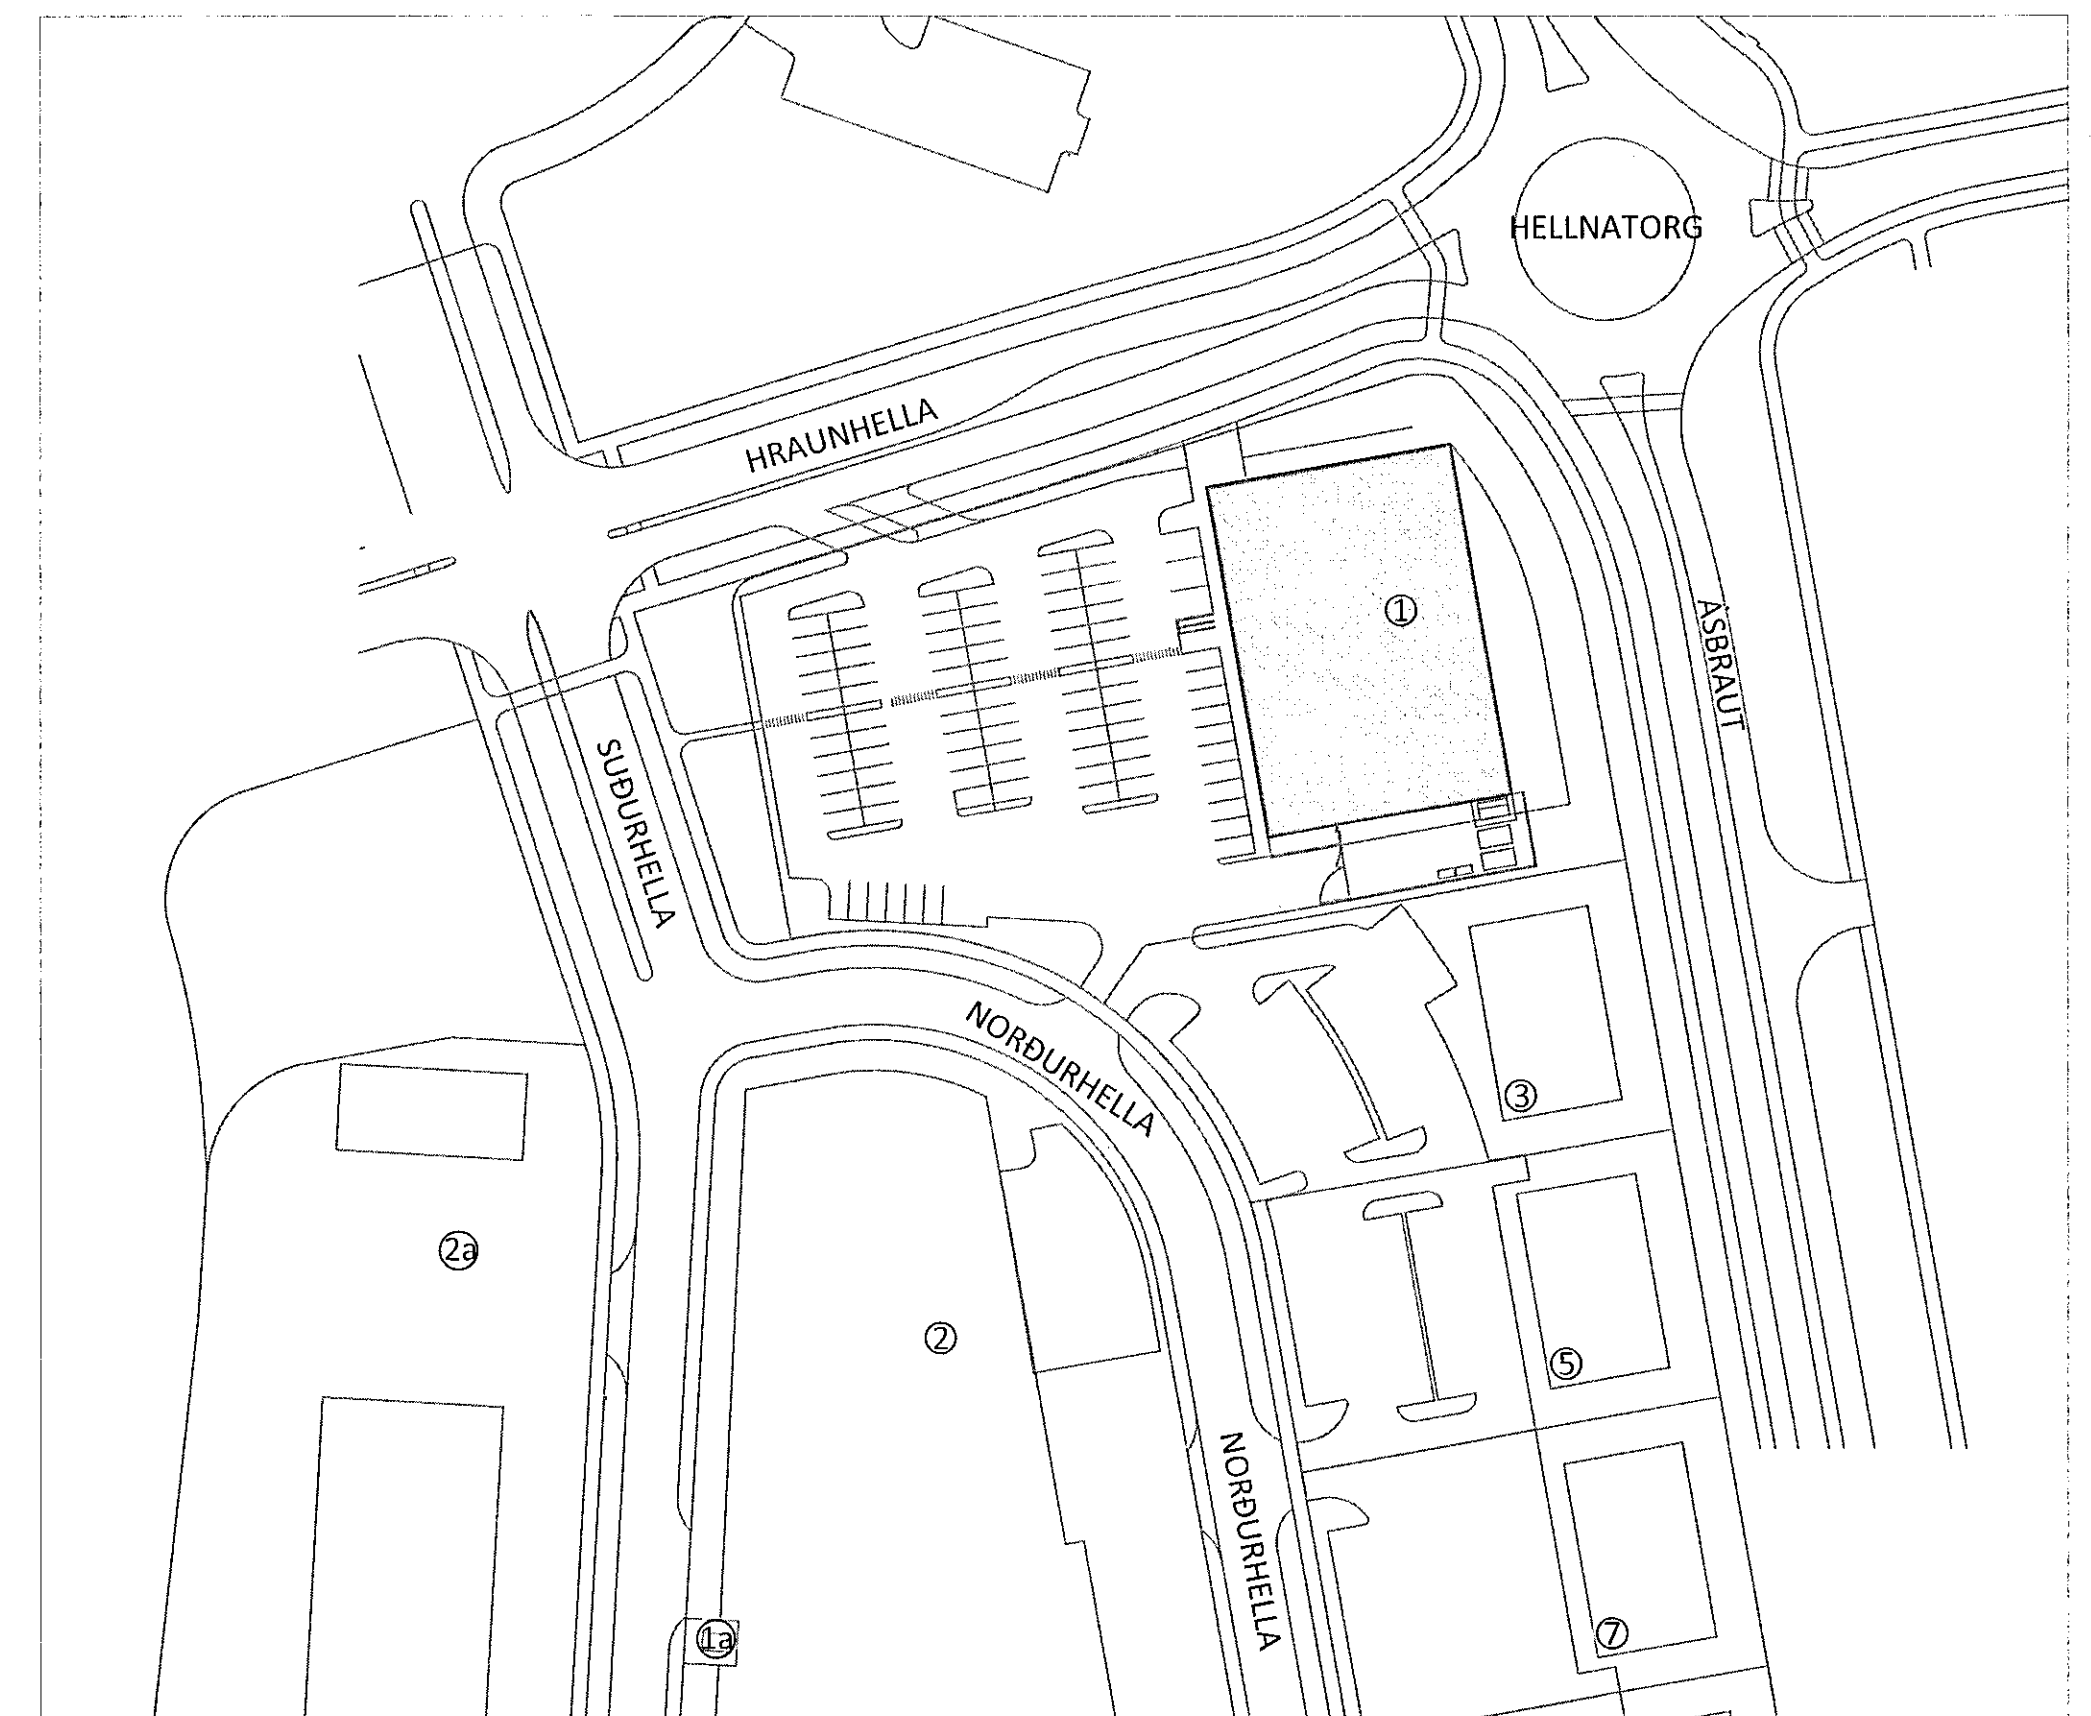 HELLNATORG
HRAUNHELLA
①
ÁSBRAUT
SUÐURHELLA
NORÐURHELLA
③
2a
②
⑤
NORÐURHELLA
1a
⑦